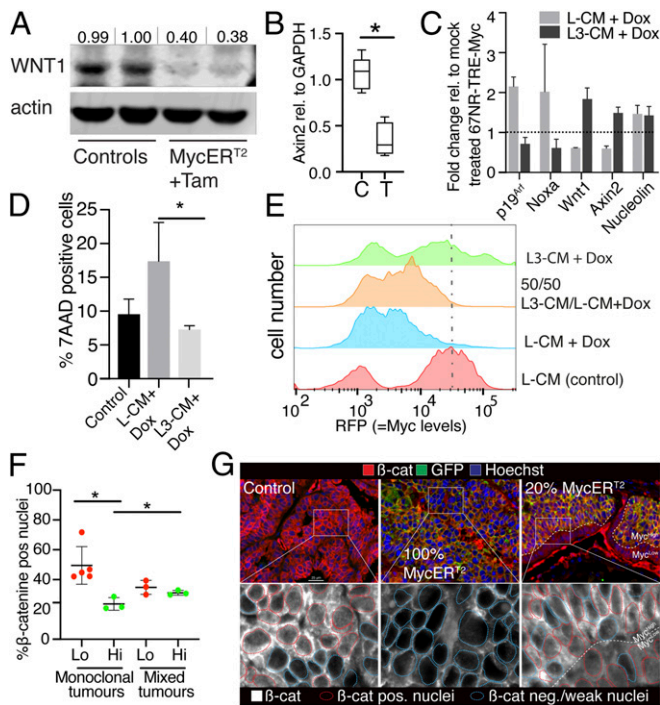 A
0.99 1.00 0.40 0.38
WNT1
actin
Controls
MycER^T2
+Tam
B
Axin2 rel. to GAPDH
1.5
1.0
0.5
0.0
*
C T
C
L-CM + Dox
L3-CM + Dox
Fold change rel. to mock
treated 67NR-TRE-Myc
4
3
2
1
0
p19^Arf
Noxa
Wnt1
Axin2
Nucleolin
D
% 7AAD positive cells
25
20
15
10
5
0
*
Control
L-CM+
Dox
L3-CM+
Dox
E
cell number
L3-CM + Dox
50/50
L3-CM/L-CM+Dox
L-CM + Dox
L-CM (control)
10^2 10^3 10^4 10^5
RFP (=Myc levels)
F
%β-catenine pos nuclei
100
80
60
40
20
0
* *
Lo Hi Lo Hi
Monoclonal
tumours
Mixed
tumours
G
ß-cat GFP Hoechst
Control
100%
MycER^T2
20% MycER^T2
Myc^Low
ß-cat ß-cat pos. nuclei ß-cat neg./weak nuclei